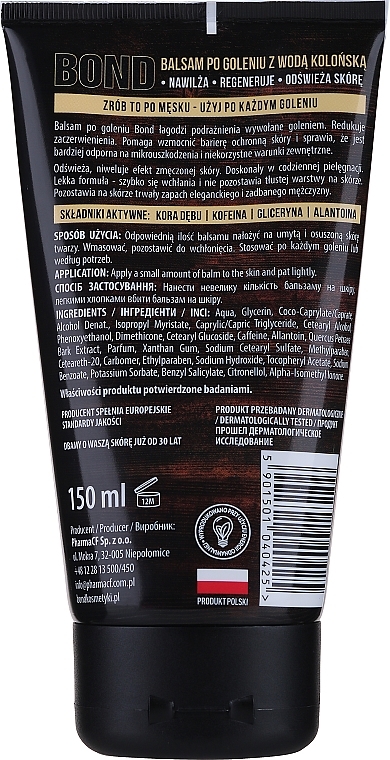 BOND
BALSAM PO GOLENIU Z WODĄ KOLOŃSKĄ
• NAWILŻA • REGENERUJE • ODŚWIEŻA SKÓRĘ
ZRÓB TO PO MĘSKU - UŻYJ PO KAŻDYM GOLENIU
Balsam po goleniu Bond łagodzi podrażnienia wywołane goleniem. Redukuje
zaczerwienienia. Pomaga wzmocnić barierę ochronną skóry i sprawia, że jest
bardziej odporna na mikrouszkodzenia i niekorzystne warunki zewnętrzne.
Odświeża, niweluje efekt zmęczonej skóry. Doskonały w codziennej pielęgnacji.
Lekka formuła - szybko się wchłania i nie pozostawia tłustej warstwy na skórze.
Pozostawia na skórze trwały zapach eleganckiego i zadbanego mężczyzny.
SKŁADNIKI AKTYWNE: KORA DĘBU | KOFEINA | GLICERYNA | ALANTOINA
SPOSÓB UŻYCIA: Odpowiednią ilość balsamu nałożyć na umytą i osuszoną skórę
twarzy. Wmasować, pozostawić do wchłonięcia. Stosować po każdym goleniu lub
według potrzeb.
APPLICATION: Apply a small amount of balm to the skin and pat lightly.
СПОСІБ ЗАСТОСУВАННЯ: Нанести невелику кількість бальзаму на шкіру,
легкими хлопками вбити бальзам на шкіру.
INGREDIENTS / ІНГРЕДІЄНТИ / INCI: Aqua, Glycerin, Coco-Caprylate/Caprate,
Alcohol Denat., Isopropyl Myristate, Caprylic/Capric Triglyceride, Cetearyl Alcohol,
Phenoxyethanol, Dimethicone, Cetearyl Glucoside, Caffeine, Allantoin, Quercus Petraea
Bark Extract, Parfum, Xanthan Gum, Sodium Cetearyl Sulfate, Methylparaben,
Ceteareth-20, Carbomer, Ethylparaben, Sodium Hydroxide, Tocopheryl Acetate, Sodium
Benzoate, Potassium Sorbate, Benzyl Salicylate, Citronellol, Alpha-Isomethyl Ionone.
Właściwości produktu potwierdzone badaniami.
PRODUCENT SPEŁNIA EUROPEJSKIE
STANDARDY JAKOŚCI
DBAMY O WASZĄ SKÓRĘ JUŻ OD 30 LAT
PRODUKT PRZEBADANY DERMATOLOGICZNIE
/ DERMATOLOGICALLY TESTED / ПРОДУКТ
ПРОШЕЛ ДЕРМАТОЛОГИЧЕСКОЕ
ИССЛЕДОВАНИЕ
150 ml
12M
WYPRODUKOWANO PRZY UŻYCIU ENERGII ODNAWIALNEJ
5 901501 040425 >
Producent / Producer / Виробник:
PharmaCF Sp. z o.o.
ul. Mokra 7, 32-005 Niepołomice
+48 12 28 13 500/450
info@pharmacf.com.pl
bondkosmetyki.pl
PRODUKT POLSKI